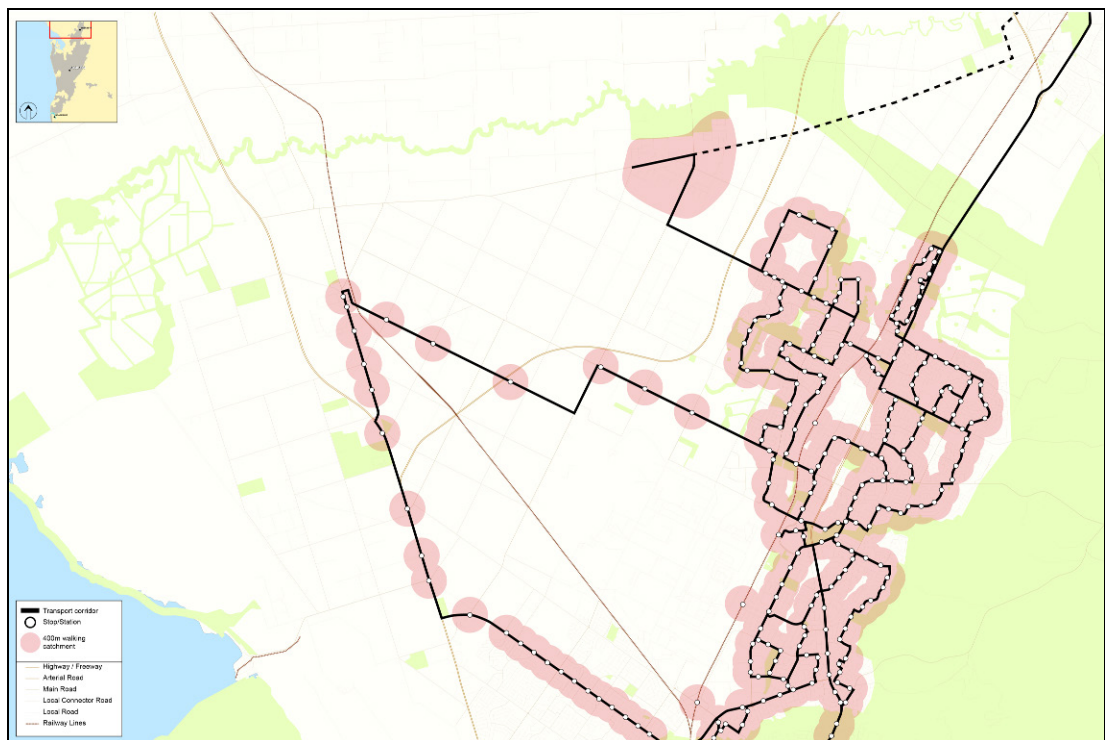 Transport corridor
Stop/Station
400m walking
catchment
Highway / Freeway
Arterial Road
Main Road
Local Connector Road
Local Road
Railway Lines